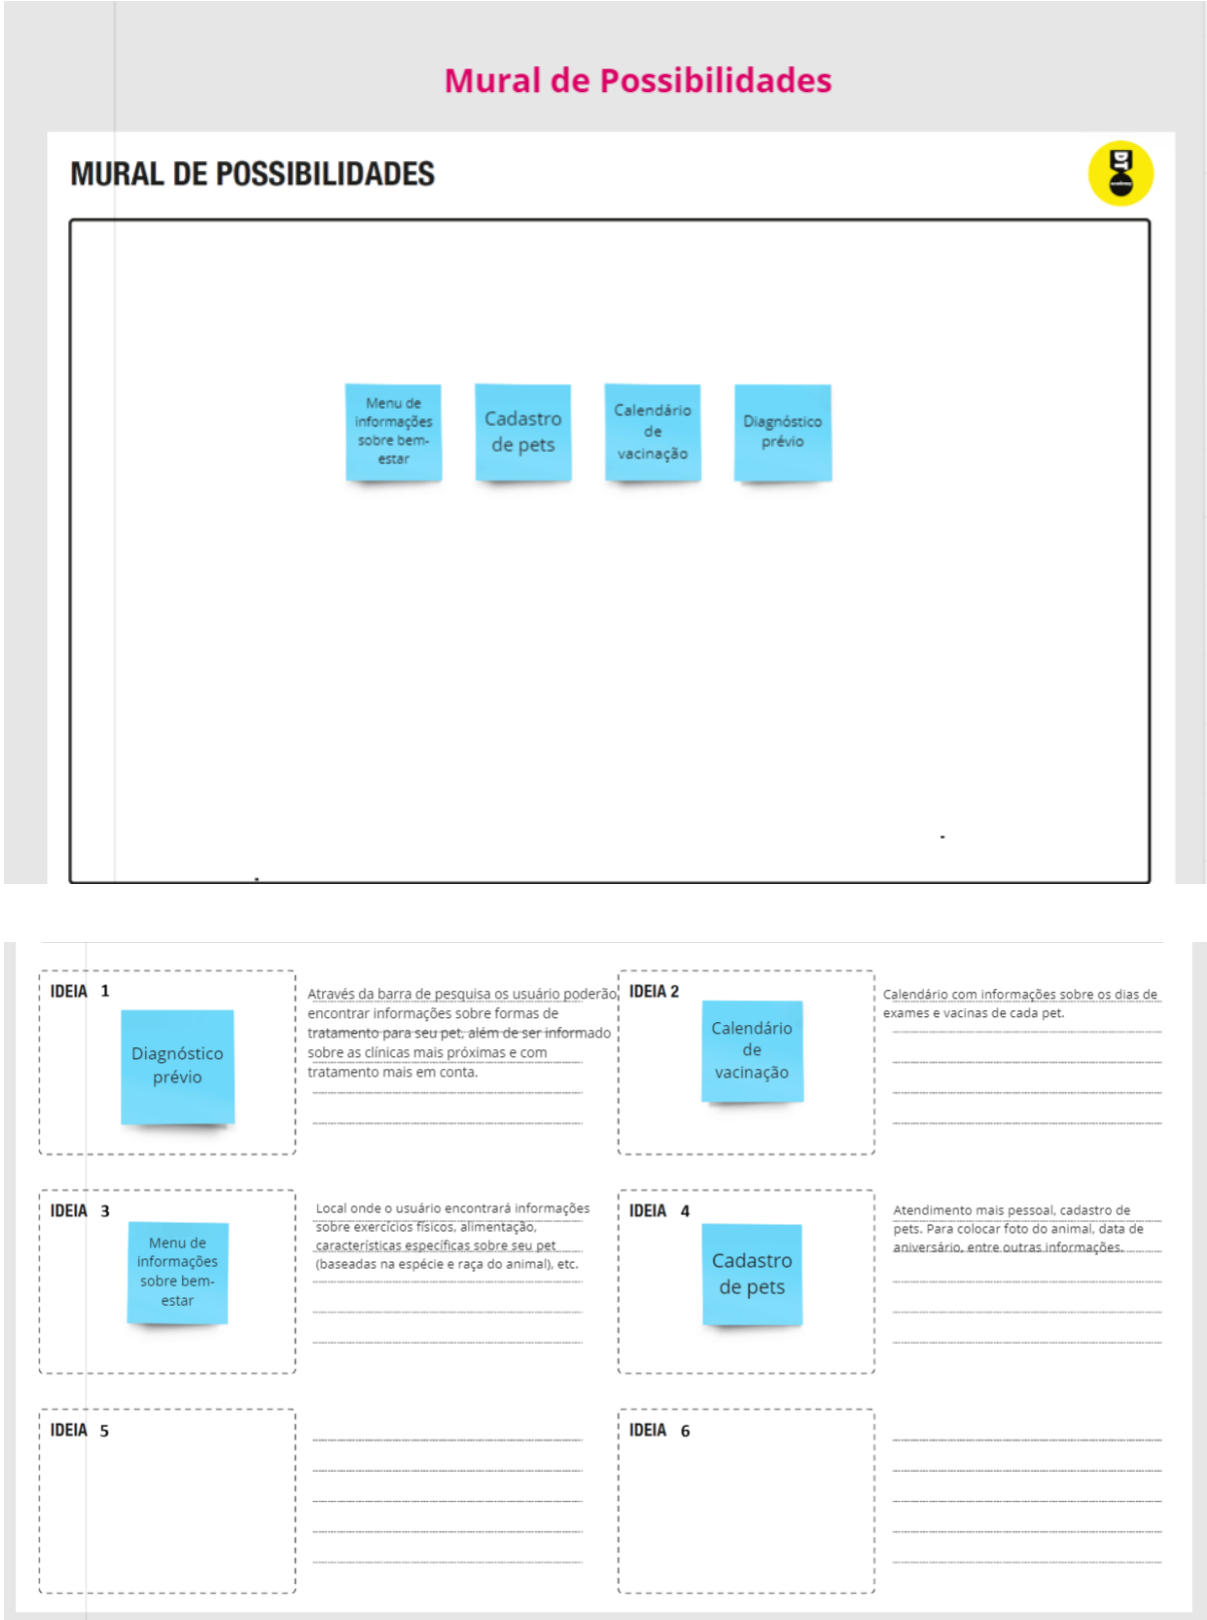 Mural de Possibilidades
MURAL DE POSSIBILIDADES
DT
academy
Menu de
informações
sobre bem-
estar
Cadastro
de pets
Calendário
de
vacinação
Diagnóstico
prévio
IDEIA 1
Diagnóstico
prévio
Através da barra de pesquisa os usuário poderão
encontrar informações sobre formas de
tratamento para seu pet, além de ser informado
sobre as clínicas mais próximas e com
tratamento mais em conta.
IDEIA 2
Calendário
de
vacinação
Calendário com informações sobre os dias de
exames e vacinas de cada pet.
IDEIA 3
Menu de
informações
sobre bem-
estar
Local onde o usuário encontrará informações
sobre exercícios físicos, alimentação,
características específicas sobre seu pet
(baseadas na espécie e raça do animal), etc.
IDEIA 4
Cadastro
de pets
Atendimento mais pessoal, cadastro de
pets. Para colocar foto do animal, data de
aniversário, entre outras informações.
IDEIA 5
IDEIA 6